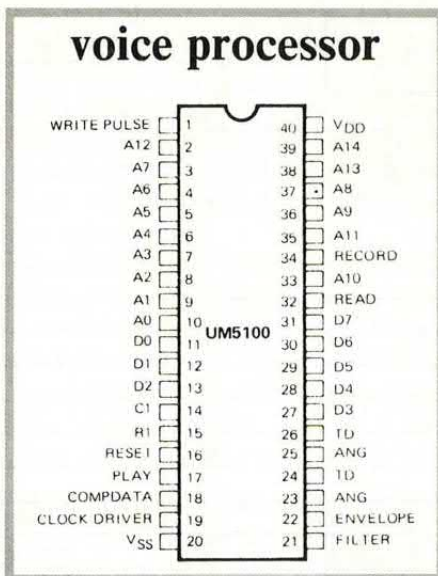 voice processor
WRITE PULSE 1 40 VDD
A12 2 39 A14
A7 3 38 A13
A6 4 37 A8
A5 5 36 A9
A4 6 35 A11
A3 7 34 RECORD
A2 8 33 A10
A1 9 32 READ
A0 10 31 D7
UM5100
D0 11 30 D6
D1 12 29 D5
D2 13 28 D4
C1 14 27 D3
R1 15 26 TD
RESET 16 25 ANG
PLAY 17 24 TD
COMPDATA 18 23 ANG
CLOCK DRIVER 19 22 ENVELOPE
VSS 20 21 FILTER